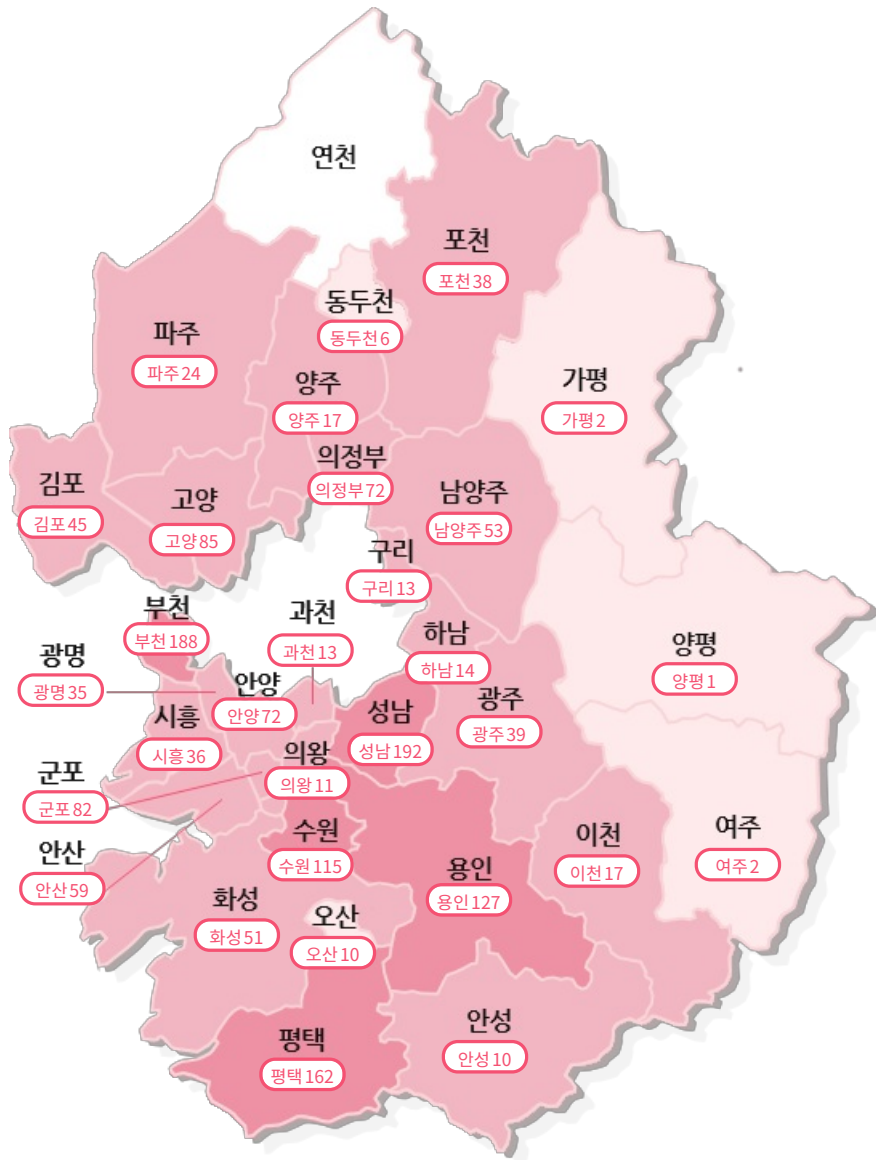 연천
포천
포천38
동두천
동두천6
파주
파주24
양주
양주17
가평
가평2
의정부
의정부72
김포
김포45
고양
고양85
남양주
남양주53
구리
구리13
부천
부천188
과천
과천13
하남
하남14
양평
양평1
광명
광명35
안양
안양72
시흥
시흥36
성남
성남192
광주
광주39
의왕
의왕11
군포
군포82
수원
수원115
이천
이천17
여주
여주2
안산
안산59
용인
용인127
화성
화성51
오산
오산10
안성
안성10
평택
평택162